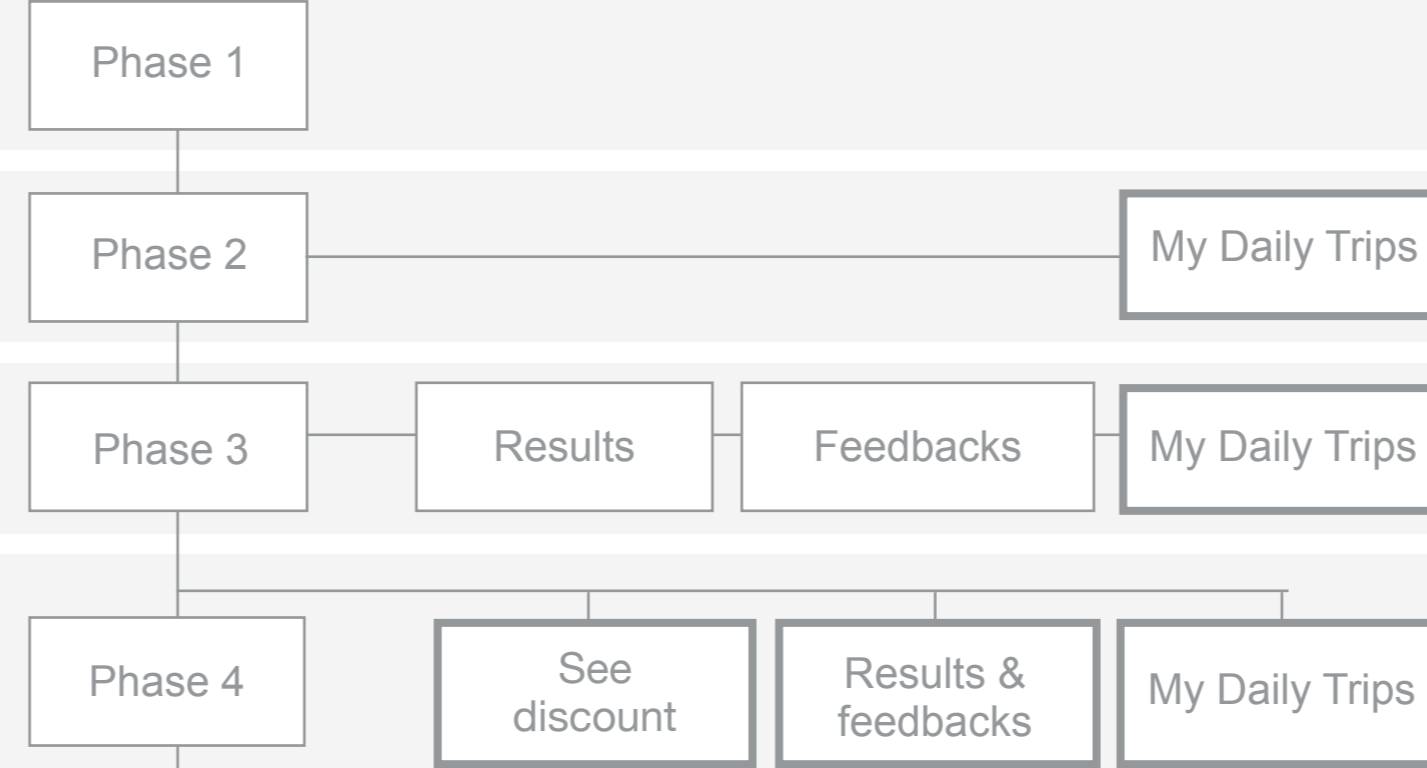 Phase 1
Phase 2
My Daily Trips
Phase 3
Results
Feedbacks
My Daily Trips
Phase 4
See
discount
Results &
feedbacks
My Daily Trips